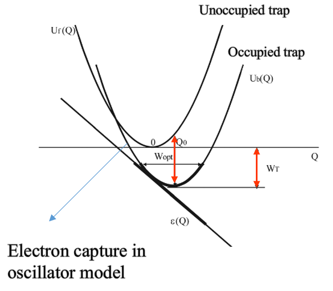 Unoccupied trap
Uf(Q)
Occupied trap
Ub(Q)
0
Q0
Q
Wopt
WT
ε(Q)
Electron capture in
oscillator model